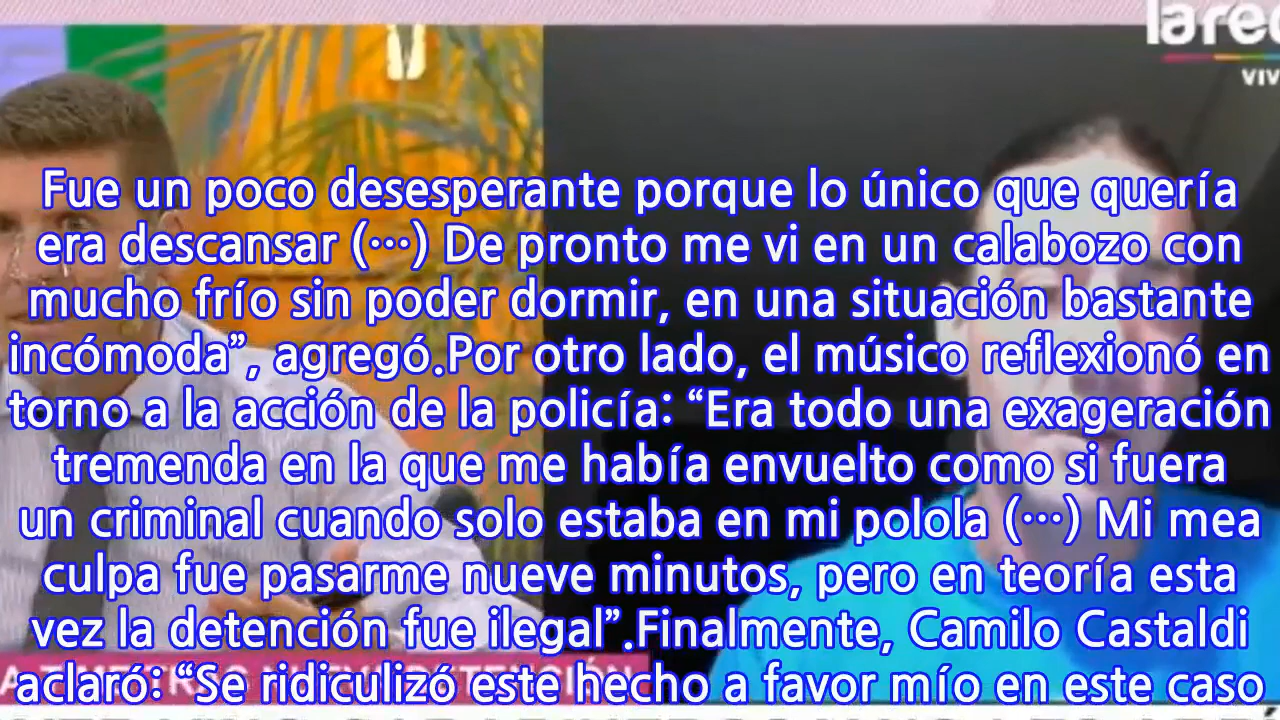 lared
VIV
Fue un poco desesperante porque lo único que quería
era descansar (···) De pronto me vi en un calabozo con
mucho frío sin poder dormir, en una situación bastante
incómoda”, agregó.Por otro lado, el músico reflexionó en
torno a la acción de la policía: “Era todo una exageración
tremenda en la que me había envuelto como si fuera
un criminal cuando solo estaba en mi polola (···) Mi mea
culpa fue pasarme nueve minutos, pero en teoría esta
vez la detención fue ilegal”.Finalmente, Camilo Castaldi
aclaró: “Se ridiculizó este hecho a favor mío en este caso